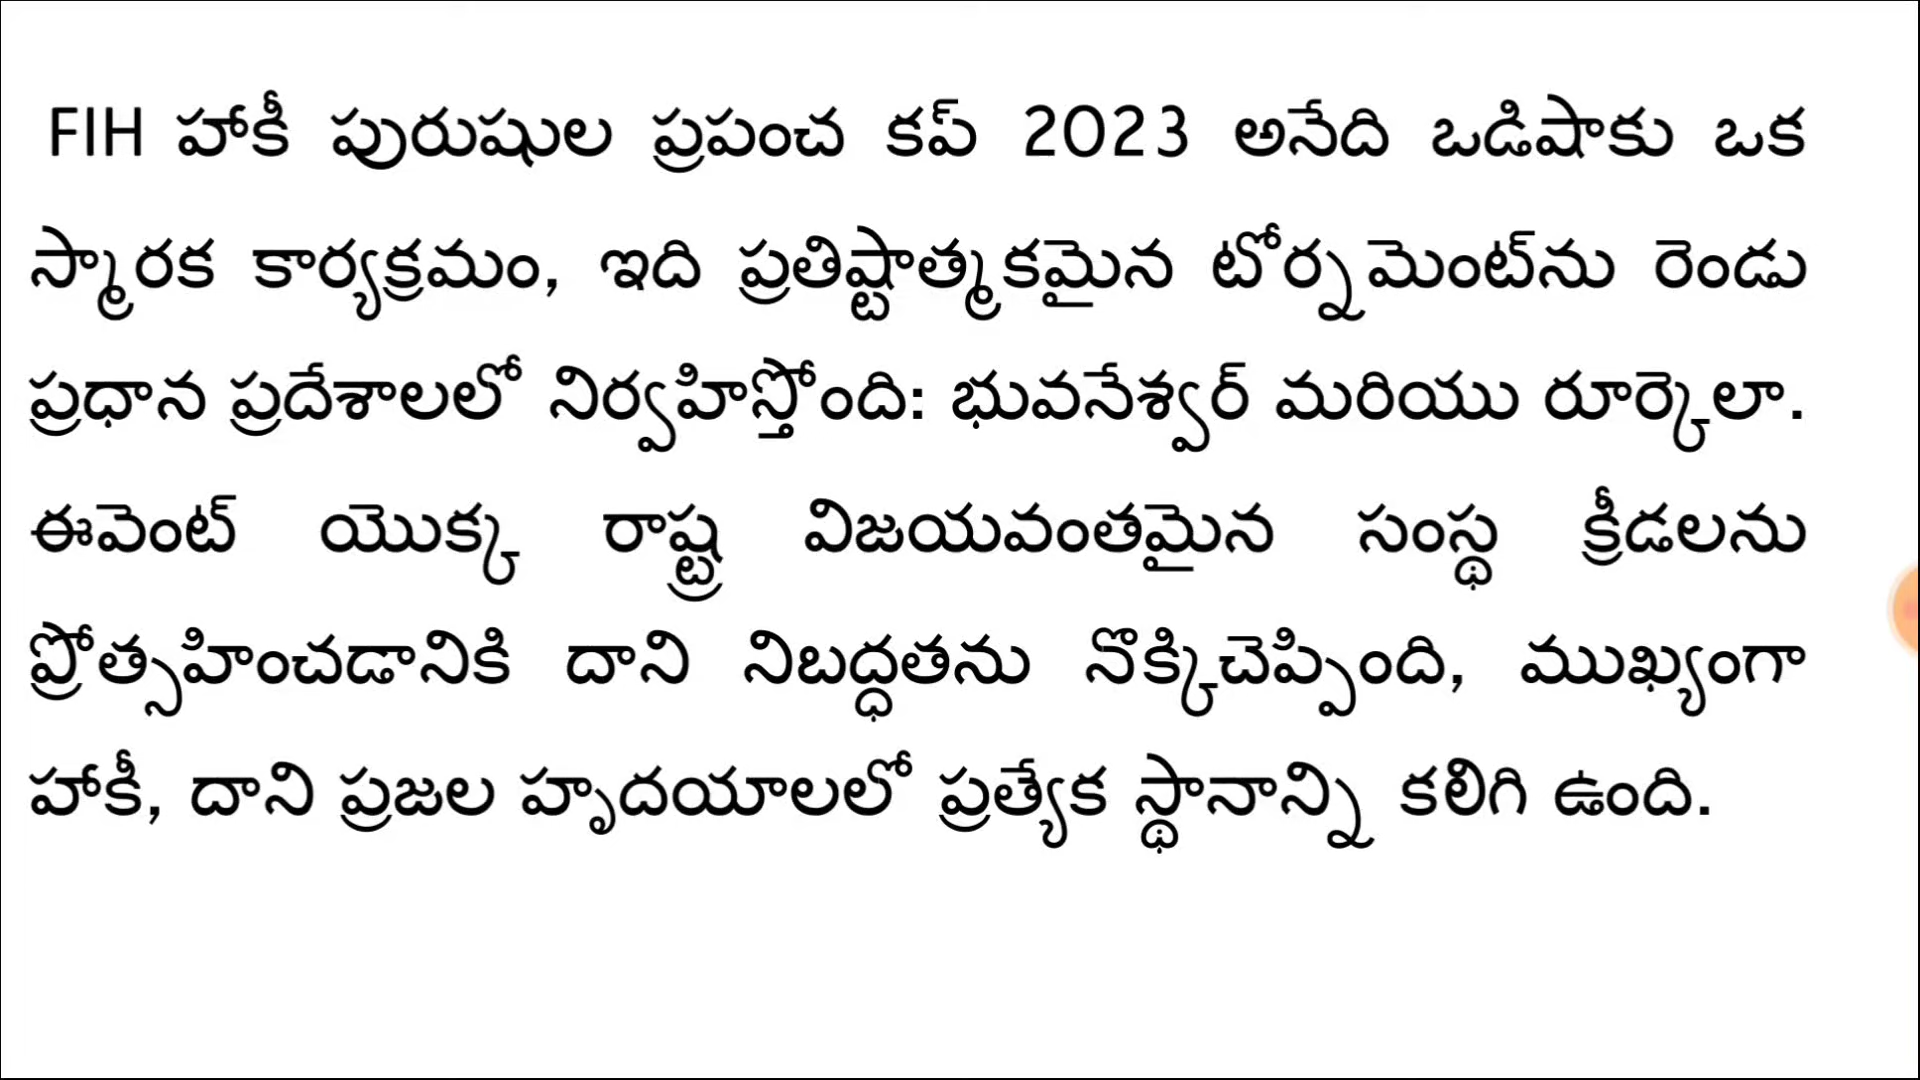 FIH హాకీ పురుషుల ప్రపంచ కప్ 2023 అనేది ఒడిషాకు ఒక
స్మారక కార్యక్రమం, ఇది ప్రతిష్టాత్మకమైన టోర్నమెంట్‌ను రెండు
ప్రధాన ప్రదేశాలలో నిర్వహిస్తోంది: భువనేశ్వర్ మరియు రూర్కెలా.
ఈవెంట్ యొక్క రాష్ట్ర విజయవంతమైన సంస్థ క్రీడలను
ప్రోత్సహించడానికి దాని నిబద్ధతను నొక్కిచెప్పింది, ముఖ్యంగా
హాకీ, దాని ప్రజల హృదయాలలో ప్రత్యేక స్థానాన్ని కలిగి ఉంది.